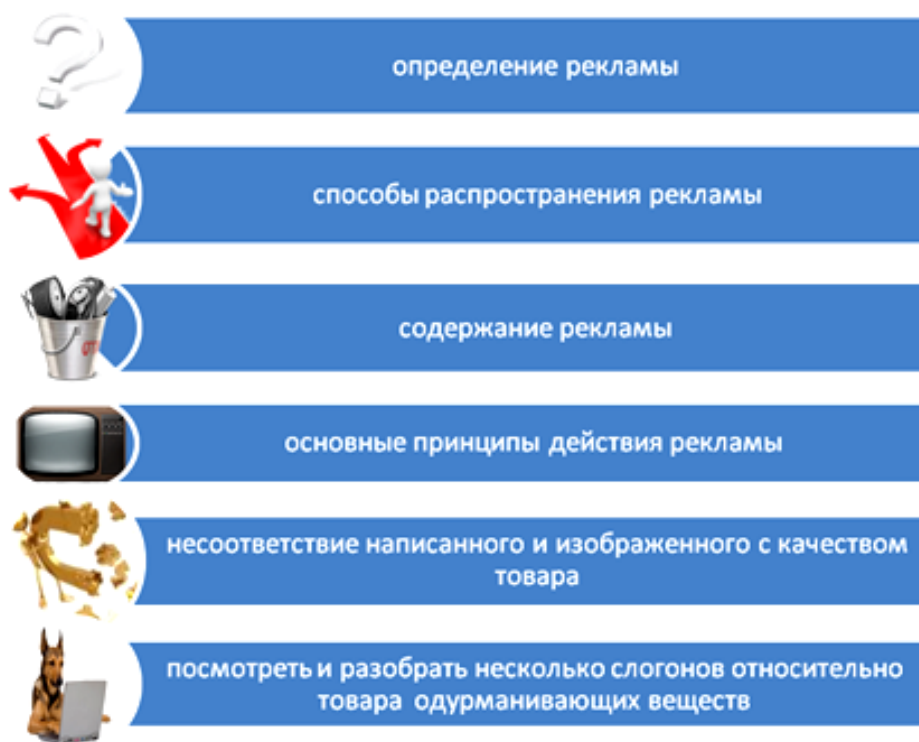 определение рекламы
способы распространения рекламы
содержание рекламы
основные принципы действия рекламы
несоответствие написанного и изображенного с качеством
товара
посмотреть и разобрать несколько слогонов относительно
товара одурманивающих веществ